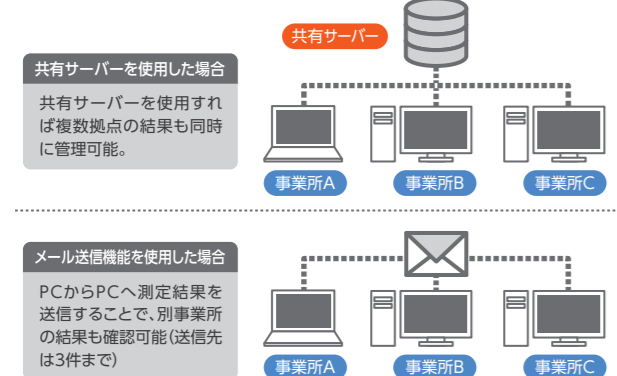 共有サーバー
共有サーバーを使用した場合
共有サーバーを使用すれ
ば複数拠点の結果も同時
に管理可能。
事業所A
事業所B
事業所C
メール送信機能を使用した場合
PCからPCへ測定結果を
送信することで、別事業所
の結果も確認可能(送信先
は3件まで)
事業所A
事業所B
事業所C